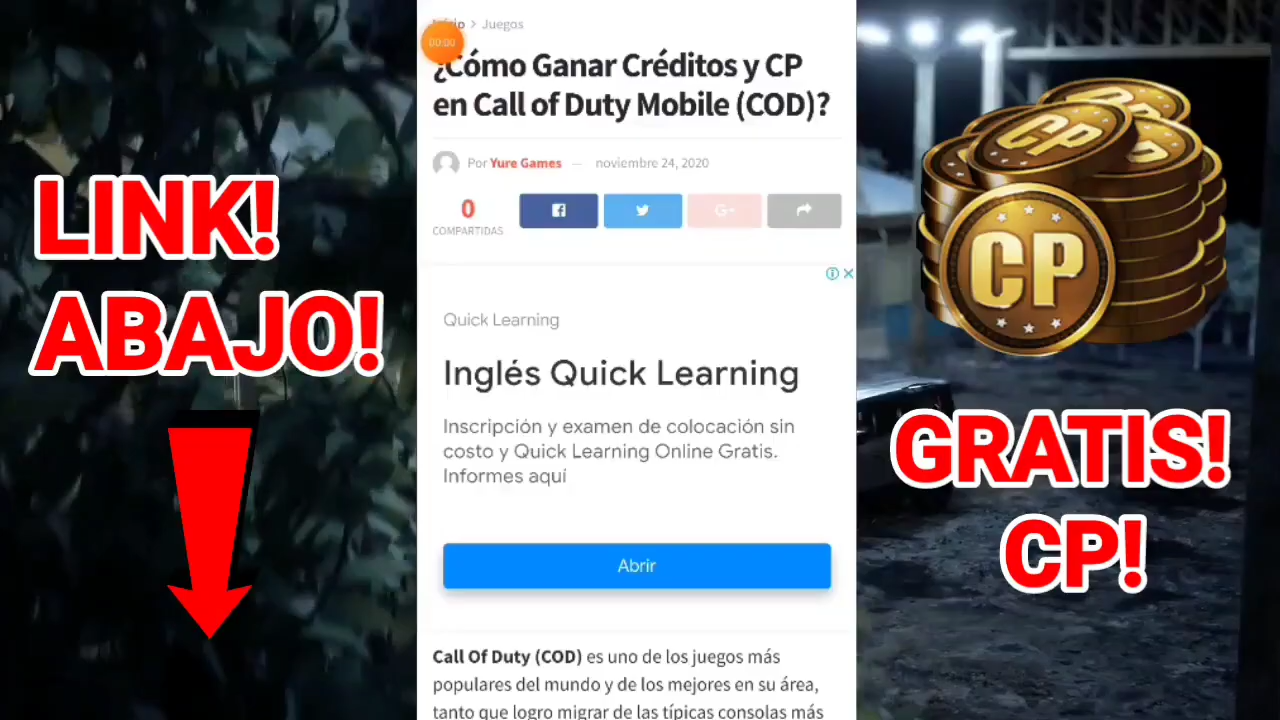 LINK!
ABAJO!
Inicio > Juegos
00:00
¿Cómo Ganar Créditos y CP
en Call of Duty Mobile (COD)?
Por Yure Games — noviembre 24, 2020
0
COMPARTIDAS
G+
Quick Learning
Inglés Quick Learning
Inscripción y examen de colocación sin
costo y Quick Learning Online Gratis.
Informes aquí
Abrir
Call Of Duty (COD) es uno de los juegos más
populares del mundo y de los mejores en su área,
tanto que logro migrar de las típicas consolas más
CP
CP
GRATIS!
CP!